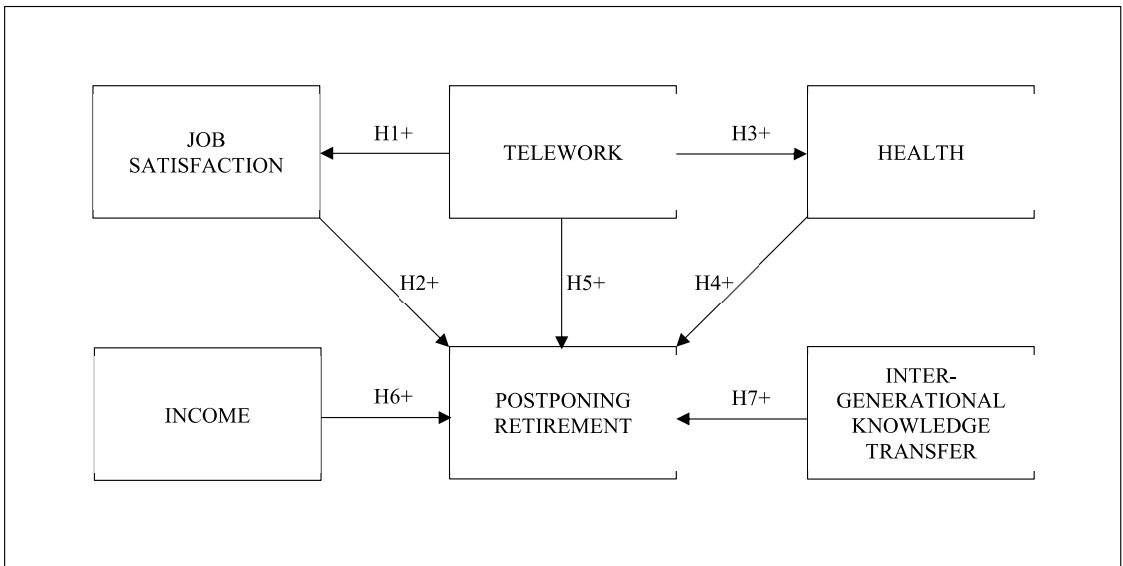 H1+
H3+
JOB
SATISFACTION
TELEWORK
HEALTH
H2+
H5+
H4+
H6+
H7+
INCOME
POSTPONING
RETIREMENT
INTER-
GENERATIONAL
KNOWLEDGE
TRANSFER